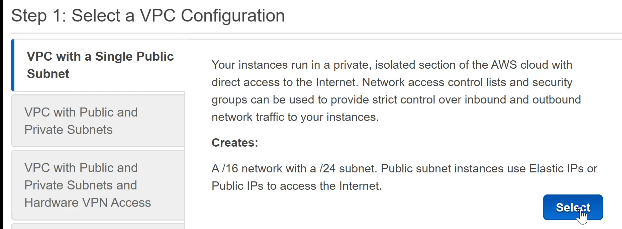 Step 1: Select a VPC Configuration
VPC with a Single Public
Subnet
VPC with Public and
Private Subnets
VPC with Public and
Private Subnets and
Hardware VPN Access
Your instances run in a private, isolated section of the AWS cloud with
direct access to the Internet. Network access control lists and security
groups can be used to provide strict control over inbound and outbound
network traffic to your instances.
Creates:
A /16 network with a /24 subnet. Public subnet instances use Elastic IPs or
Public IPs to access the Internet.
Select